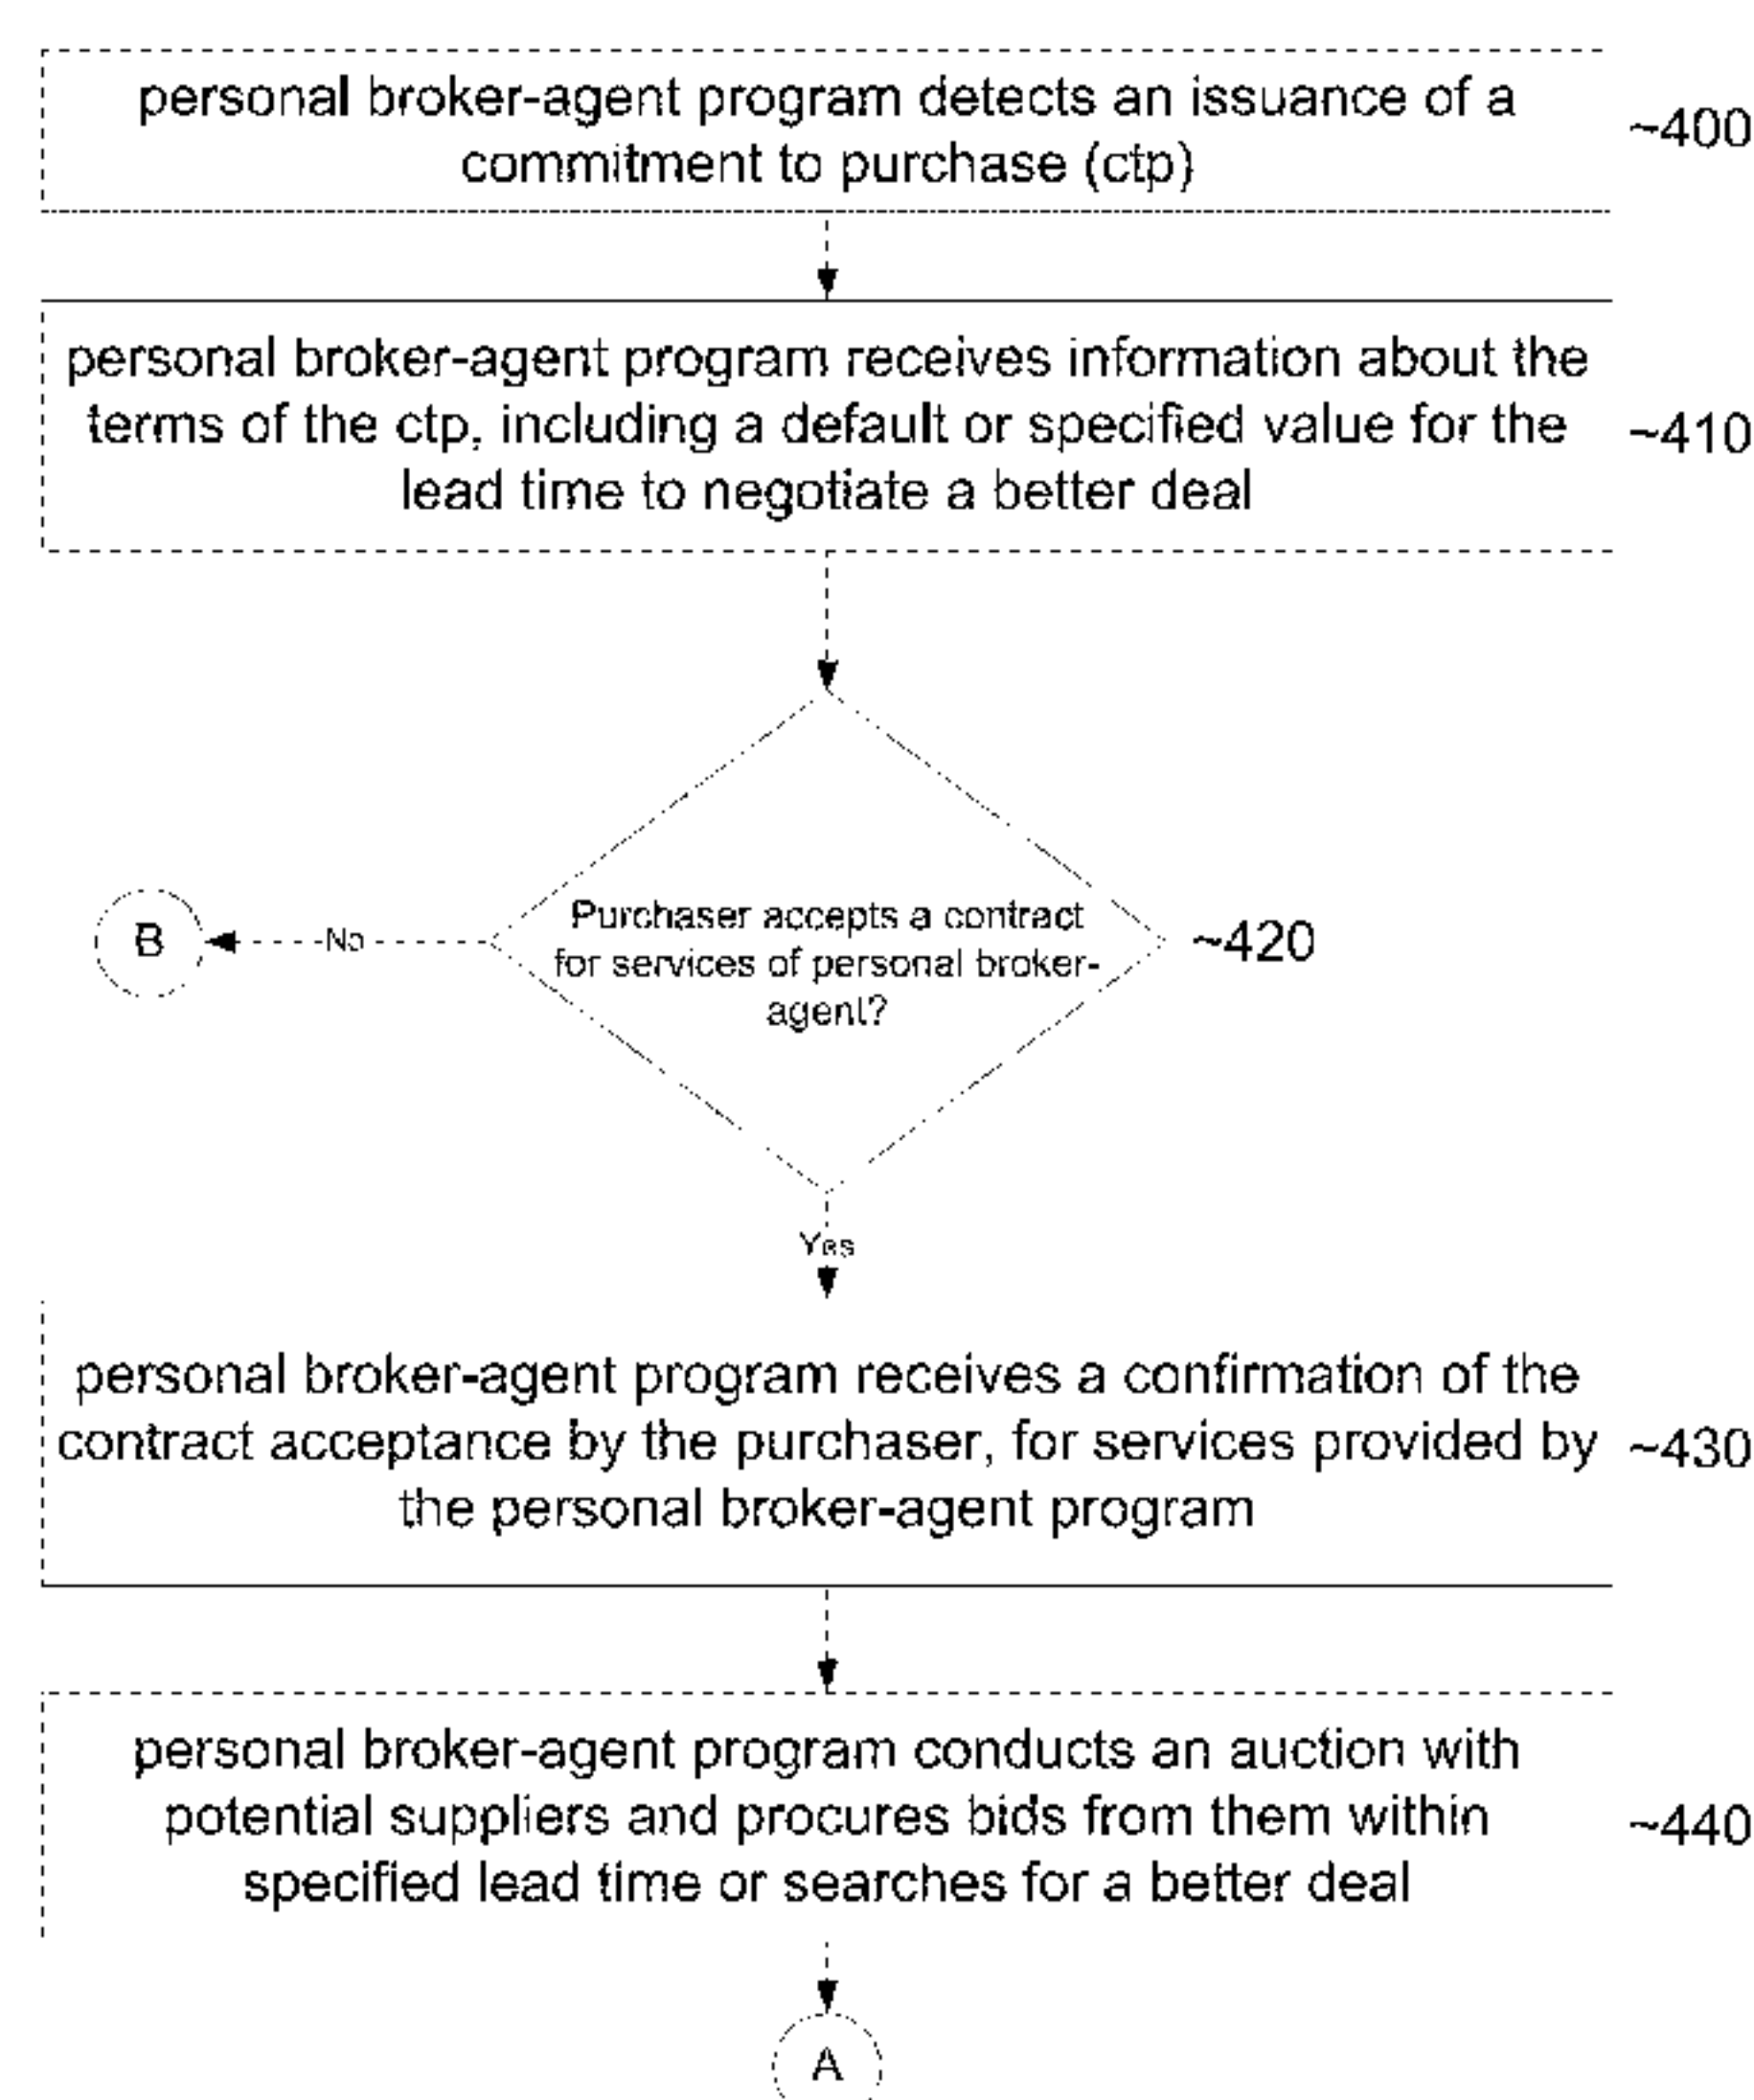 personal broker-agent program detects an issuance of a
commitment to purchase (ctp)
~400
personal broker-agent program receives information about the
terms of the ctp, including a default or specified value for the
lead time to negotiate a better deal
~410
Purchaser accepts a contract
for services of personal broker-
agent?
~420
No
B
Yes
personal broker-agent program receives a confirmation of the
contract acceptance by the purchaser, for services provided by
the personal broker-agent program
~430
personal broker-agent program conducts an auction with
potential suppliers and procures bids from them within
specified lead time or searches for a better deal
~440
A